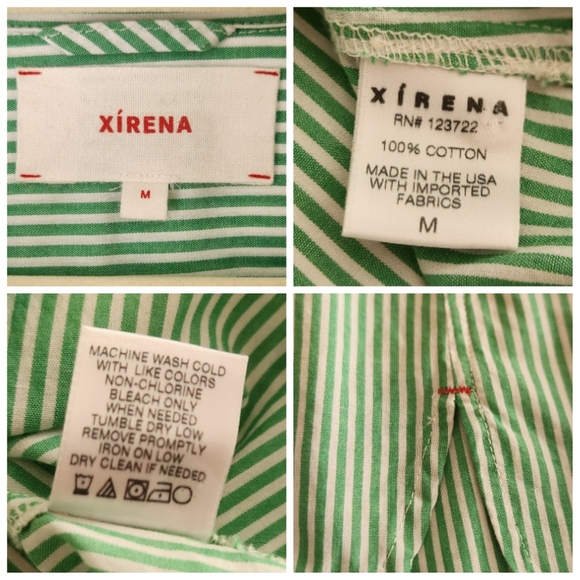 XÍRENA
M
XÍRENA
RN# 123722
100% COTTON
MADE IN THE USA
WITH IMPORTED
FABRICS
M
MACHINE WASH COLD
WITH LIKE COLORS
NON-CHLORINE
BLEACH ONLY
WHEN NEEDED
TUMBLE DRY LOW
REMOVE PROMPTLY
IRON ON LOW
DRY CLEAN IF NEEDED